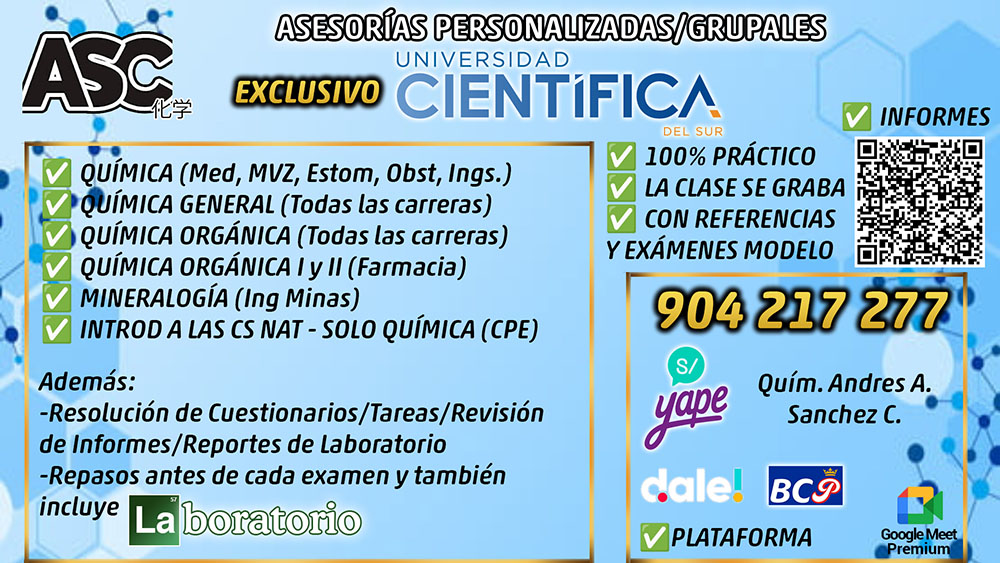 ASC
化学
ASESORÍAS PERSONALIZADAS/GRUPALES
EXCLUSIVO
UNIVERSIDAD
CIENTÍFICA
DEL SUR
✅ INFORMES
✅ QUÍMICA (Med, MVZ, Estom, Obst, Ings.)
✅ QUÍMICA GENERAL (Todas las carreras)
✅ QUÍMICA ORGÁNICA (Todas las carreras)
✅ QUÍMICA ORGÁNICA I y II (Farmacia)
✅ MINERALOGÍA (Ing Minas)
✅ INTROD A LAS CS NAT - SOLO QUÍMICA (CPE)
Además:
-Resolución de Cuestionarios/Tareas/Revisión
de Informes/Reportes de Laboratorio
-Repasos antes de cada examen y también
incluye Laboratorio
57
✅ 100% PRÁCTICO
✅ LA CLASE SE GRABA
✅ CON REFERENCIAS
Y EXÁMENES MODELO
904 217 277
S/
yape
Quím. Andres A.
Sanchez C.
dale!
BCP
✅PLATAFORMA
Google Meet
Premium